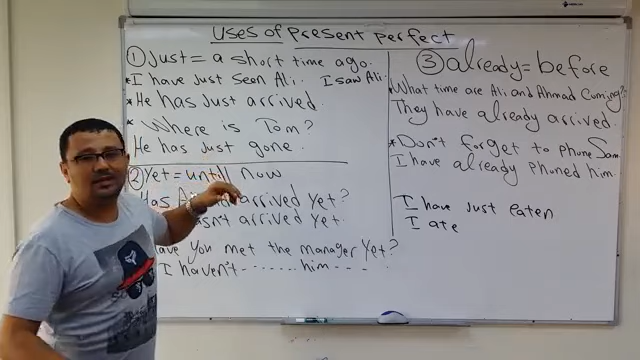 Uses of present perfect
① Just = a short time ago.
* I have just seen Ali. I saw Ali.
* He has Just arrived.
* Where is Tom?
He has Just gone.
② Yet = until now
Has arrived yet?
arrived yet.
you met the manager Yet?
I haven't ........ him ....
③ already = before
What time are Ali and Ahmad Coming?
They have already arrived.
* Don't forget to phone Sam
I have already phoned him.
I have just eaten
I ate